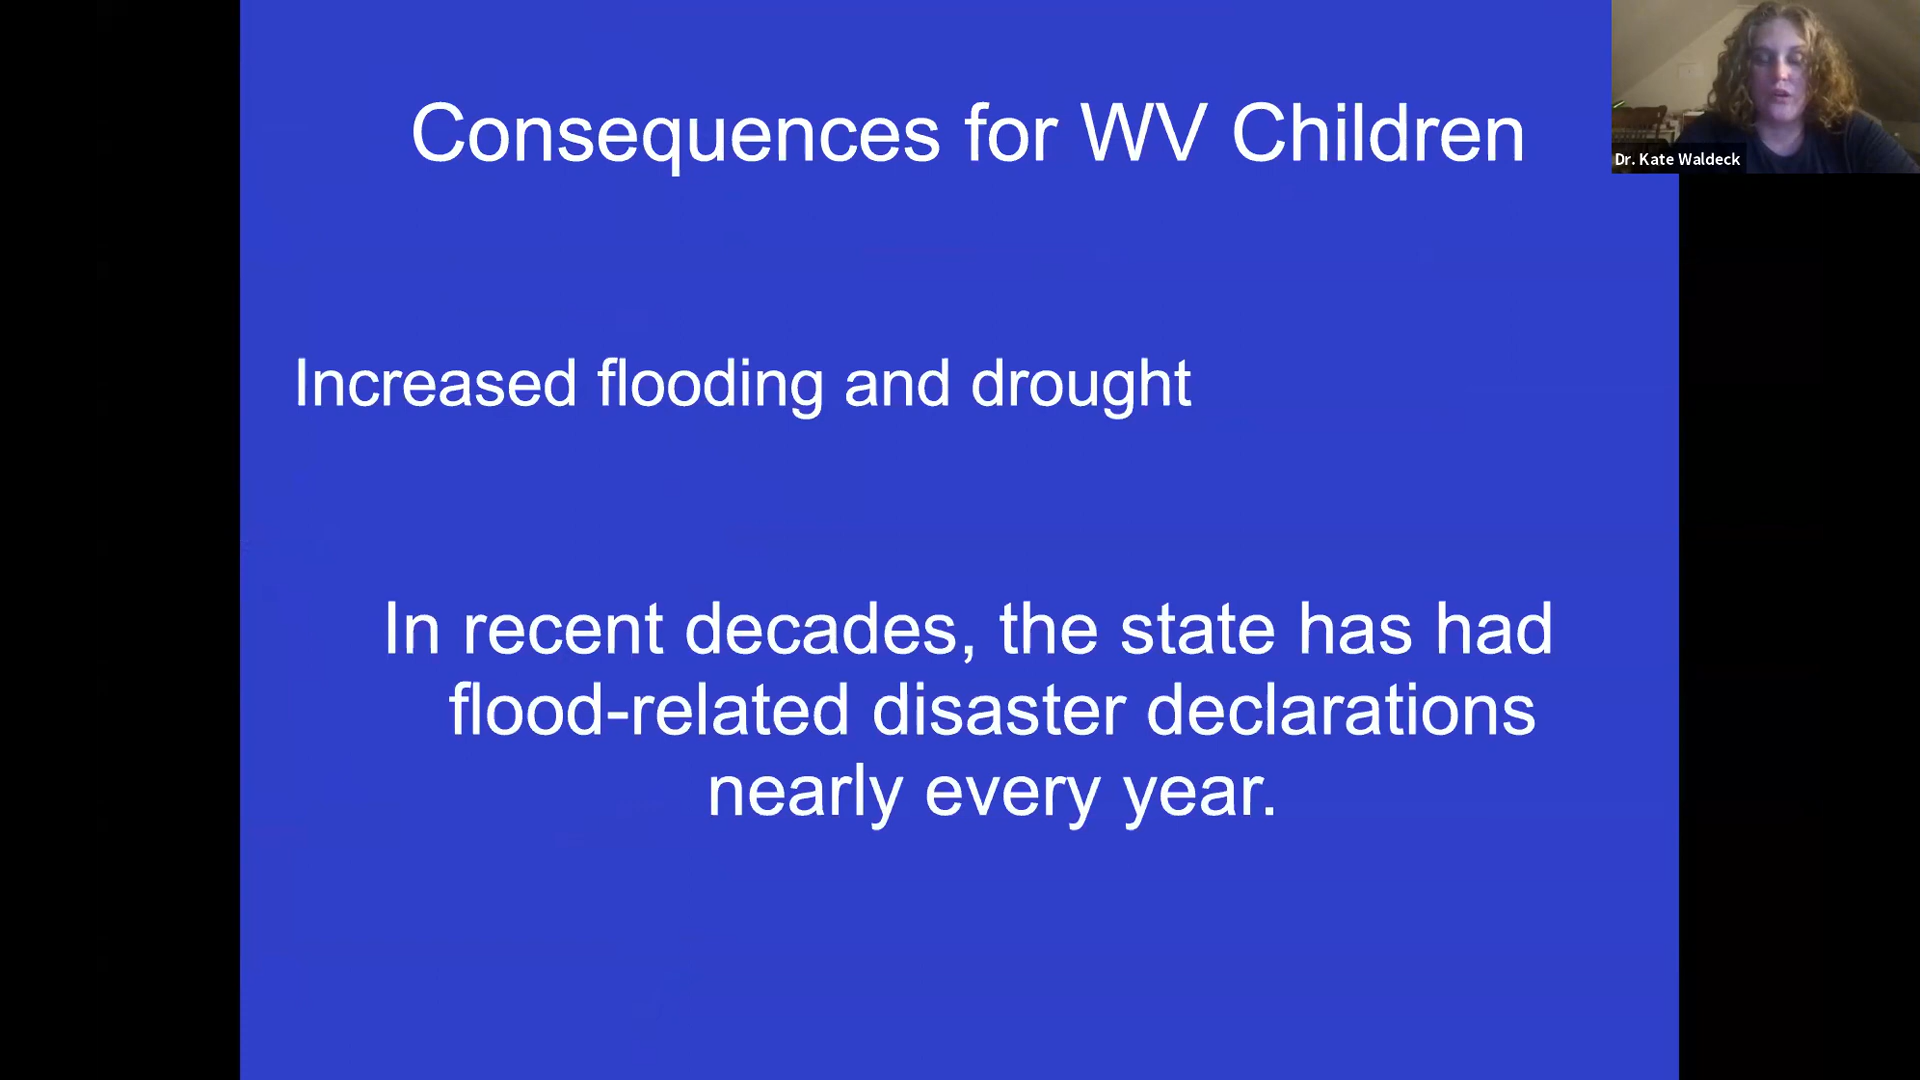 Consequences for WV Children
Dr. Kate Waldeck
Increased flooding and drought
In recent decades, the state has had
flood-related disaster declarations
nearly every year.